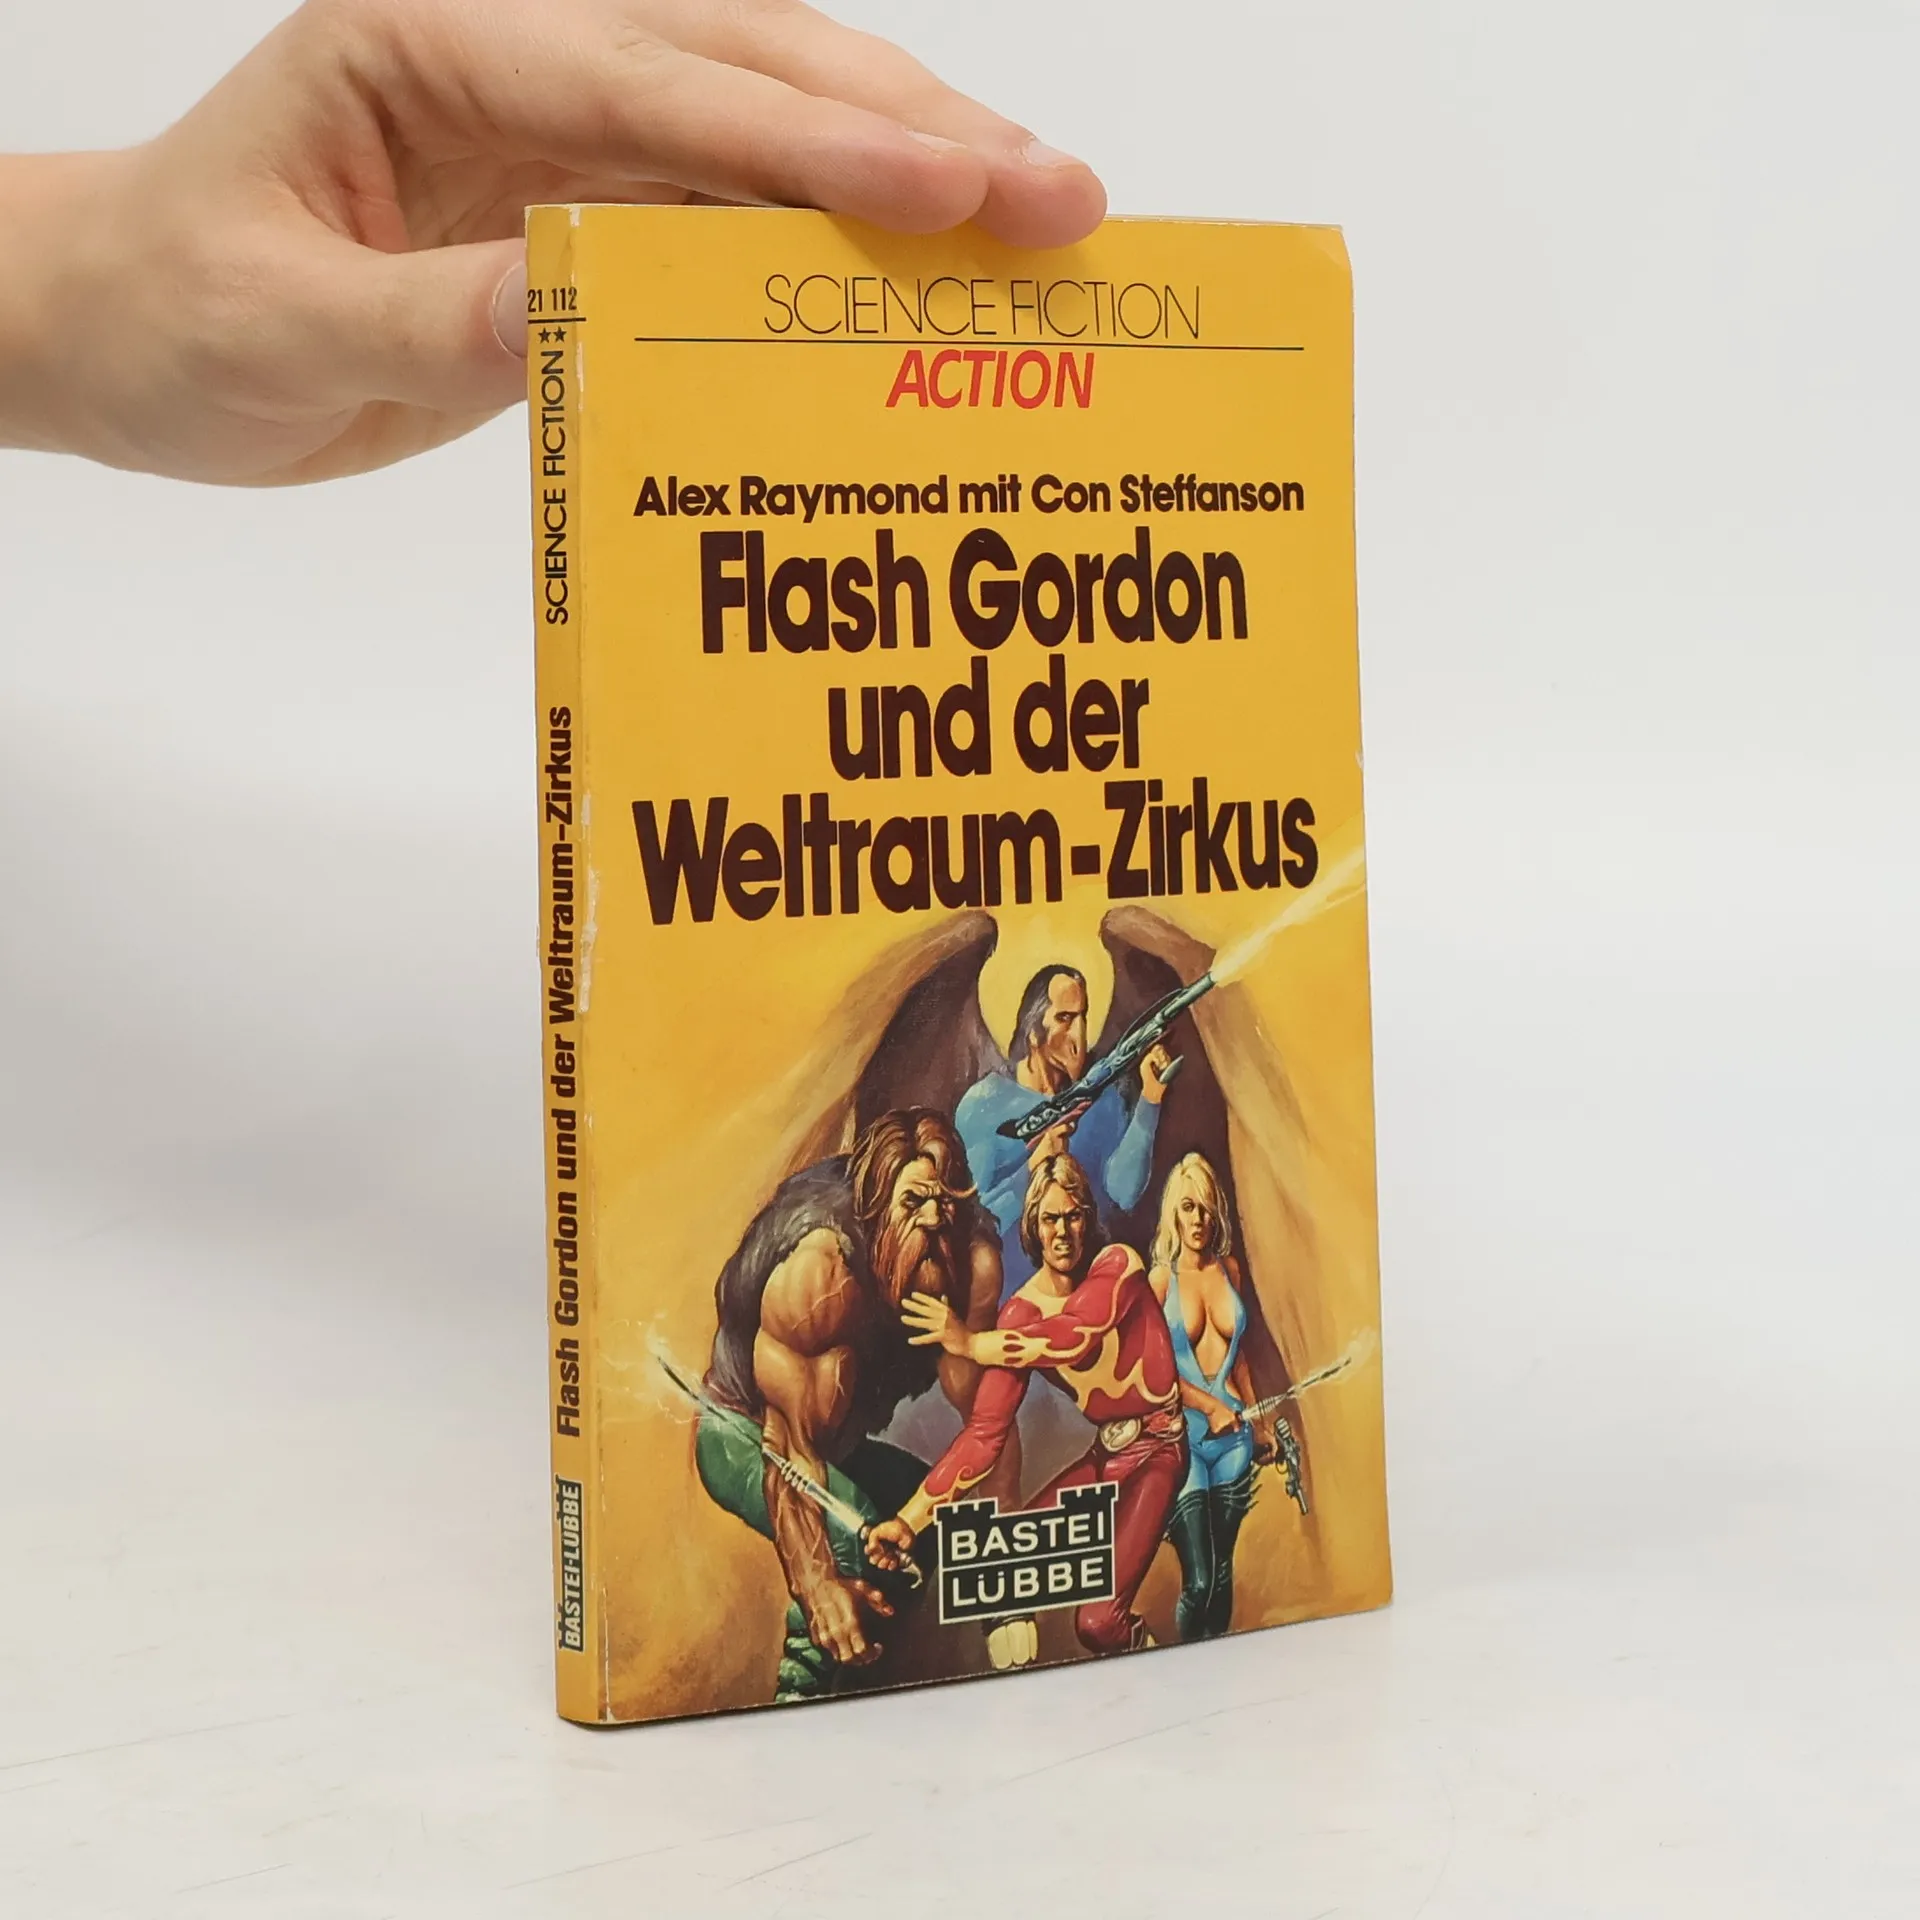 21 112
★★
SCIENCE FICTION
Flash Gordon und der Weltraum-Zirkus
BASTEI-LÜBBE
SCIENCE FICTION
ACTION
Alex Raymond mit Con Steffanson
Flash Gordon
und der
Weltraum-Zirkus
BASTEI
LÜBBE